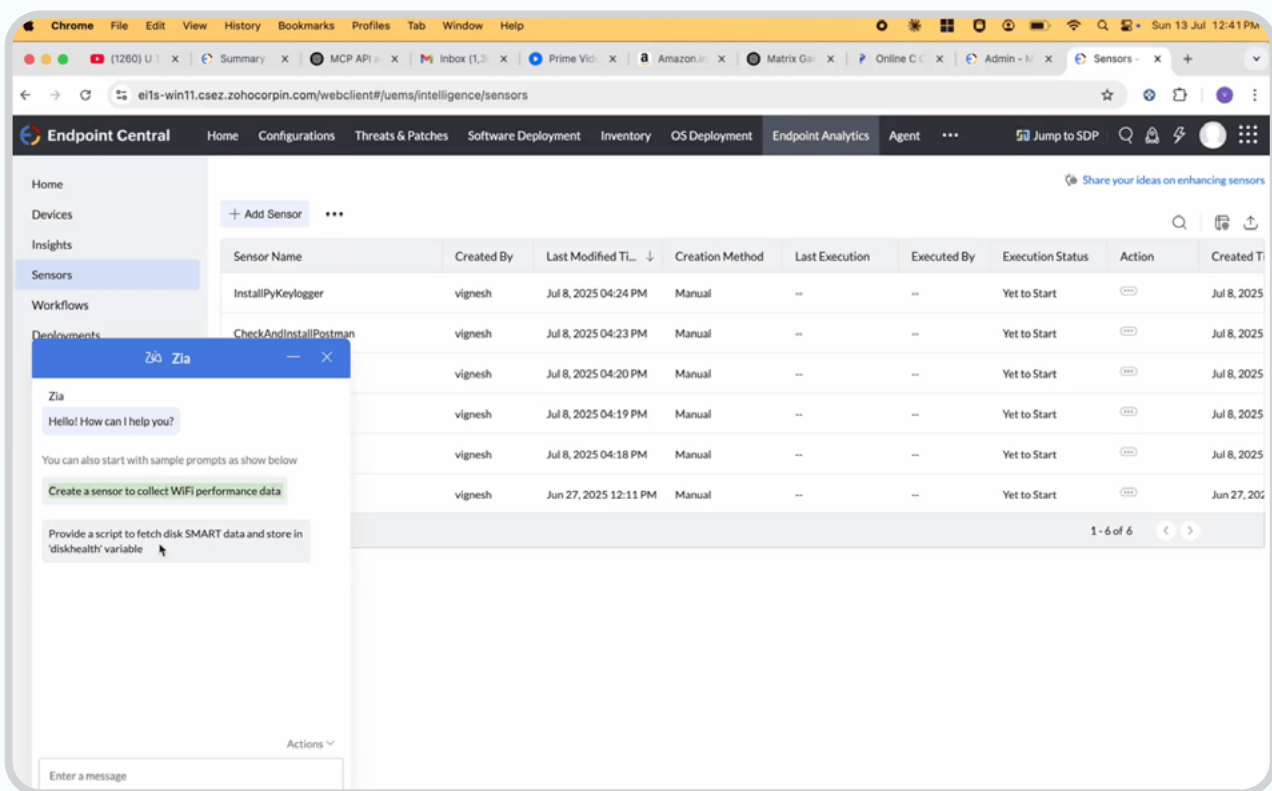 Chrome File Edit View History Bookmarks Profiles Tab Window Help Sun 13 Jul 12:41PM
(1260) U Summary MCP API Inbox (1,3 Prime Vid Amazon.in Matrix Ga Online C C Admin - M Sensors -
ei1s-win11.csez.zohocorpin.com/webclient#/uems/intelligence/sensors
Endpoint Central Home Configurations Threats & Patches Software Deployment Inventory OS Deployment Endpoint Analytics Agent ••• Jump to SDP
Home
Share your ideas on enhancing sensors
Devices
+ Add Sensor •••
Insights
Sensor Name Created By Last Modified Ti... ↓ Creation Method Last Execution Executed By Execution Status Action Created Ti
Sensors
InstallPyKeylogger vignesh Jul 8, 2025 04:24 PM Manual -- -- Yet to Start Jul 8, 2025
Workflows
Deployments
CheckAndInstallPostman vignesh Jul 8, 2025 04:23 PM Manual -- -- Yet to Start Jul 8, 2025
vignesh Jul 8, 2025 04:20 PM Manual -- -- Yet to Start Jul 8, 2025
vignesh Jul 8, 2025 04:19 PM Manual -- -- Yet to Start Jul 8, 2025
vignesh Jul 8, 2025 04:18 PM Manual -- -- Yet to Start Jul 8, 2025
vignesh Jun 27, 2025 12:11 PM Manual -- -- Yet to Start Jun 27, 202
1 - 6 of 6
Zia
Zia
Hello! How can I help you?
You can also start with sample prompts as show below
Create a sensor to collect WiFi performance data
Provide a script to fetch disk SMART data and store in
'diskhealth' variable
Actions
Enter a message